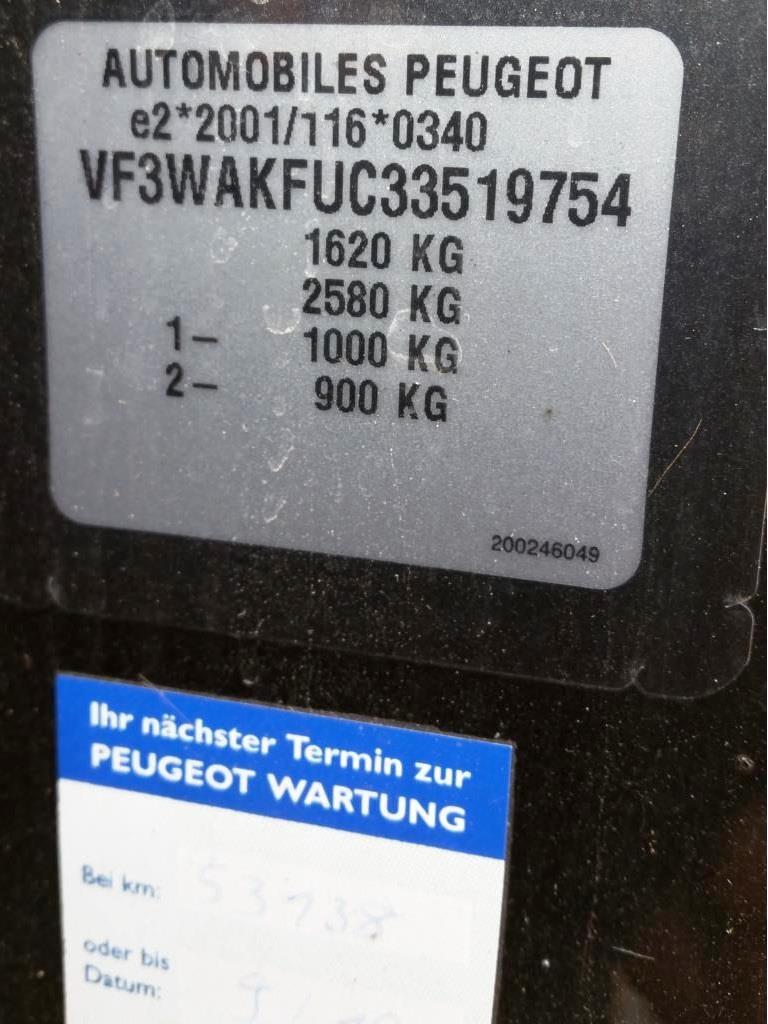 AUTOMOBILES PEUGEOT
e2*2001/116*0340
VF3WAKFUC33519754
1620 KG
2580 KG
1- 1000 KG
2- 900 KG
200246049
Ihr nächster Termin zur
PEUGEOT WARTUNG
Bei km: 53138
oder bis
Datum: